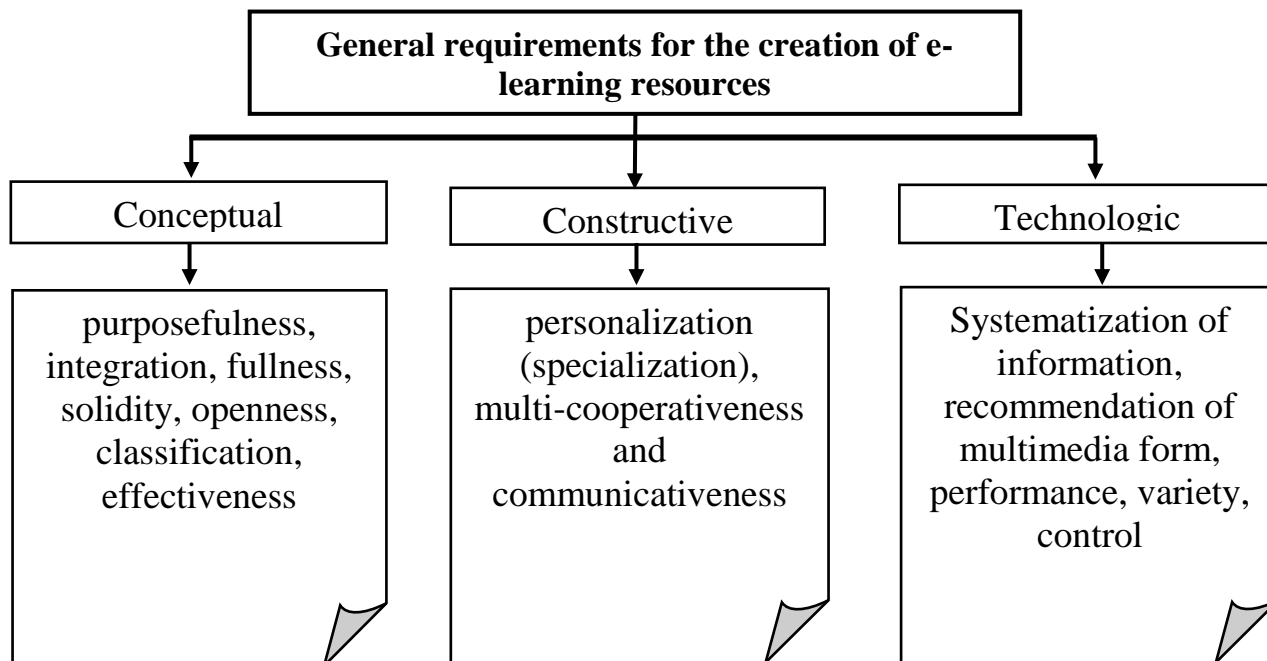 General requirements for the creation of e-
learning resources
Conceptual
Constructive
Technologic
purposefulness,
integration, fullness,
solidity, openness,
classification,
effectiveness
personalization
(specialization),
multi-cooperativeness
and
communicativeness
Systematization of
information,
recommendation of
multimedia form,
performance, variety,
control